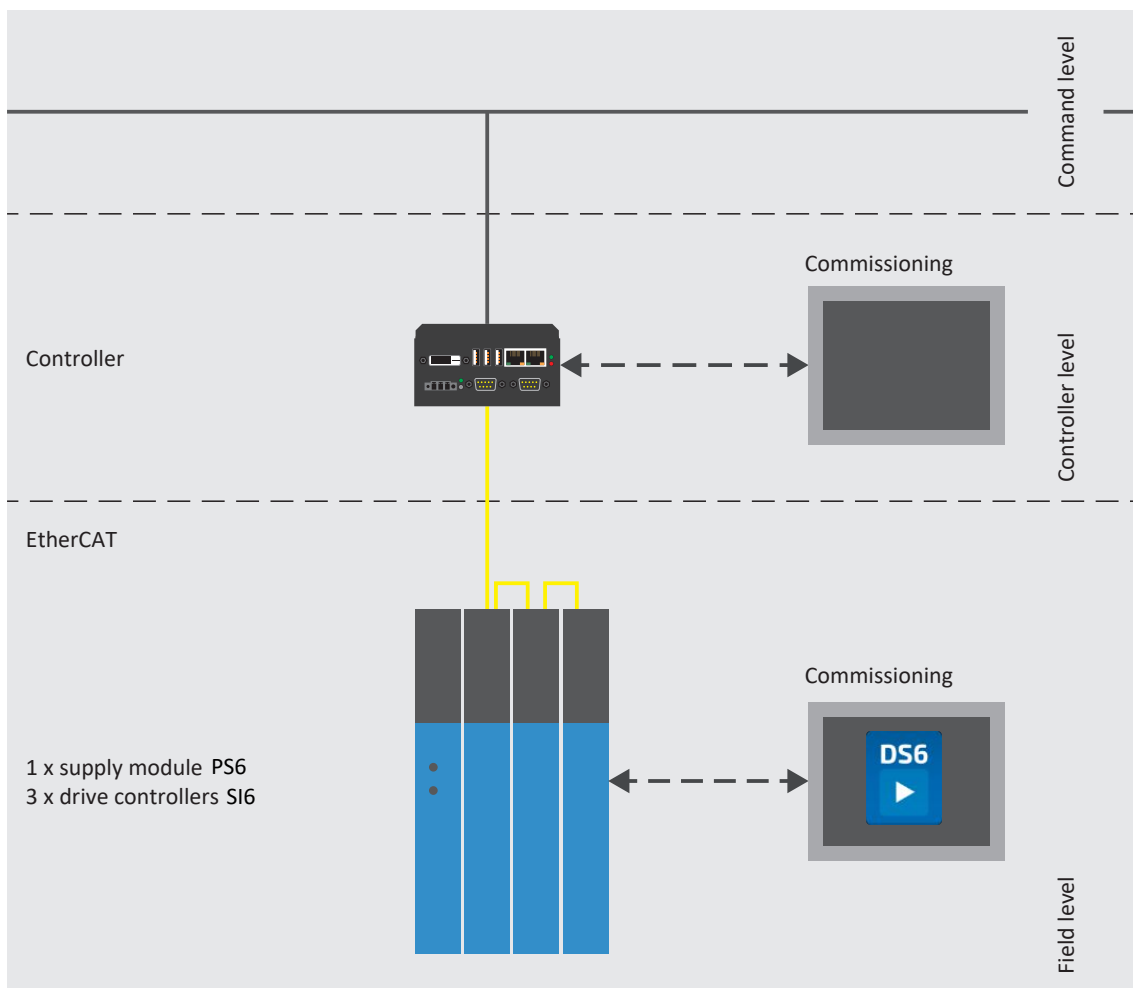 Command level
Commissioning
Controller
Controller level
EtherCAT
Commissioning
DS6
1 x supply module PS6
3 x drive controllers SI6
Field level